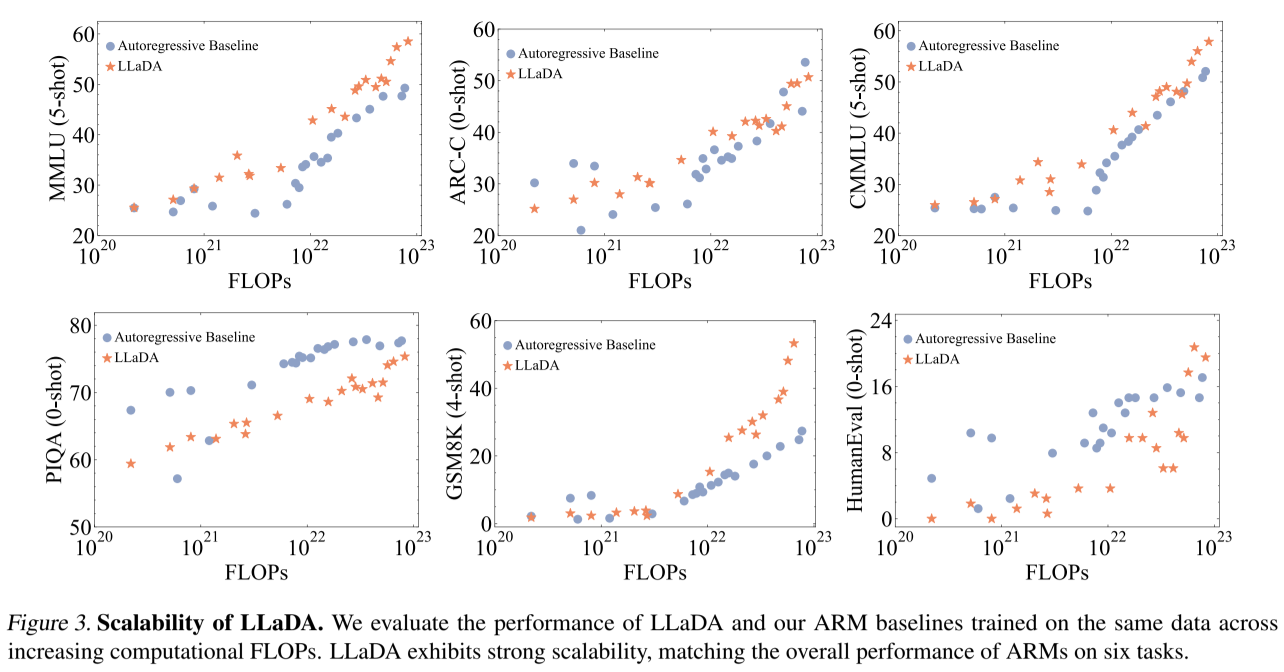 60
50
40
30
20
MMLU (5-shot)
Autoregressive Baseline
LLaDA
10^20
10^21
10^22
10^23
FLOPs
60
50
40
30
20
ARC-C (0-shot)
Autoregressive Baseline
LLaDA
10^20
10^21
10^22
10^23
FLOPs
60
50
40
30
20
CMMLU (5-shot)
Autoregressive Baseline
LLaDA
10^20
10^21
10^22
10^23
FLOPs
80
70
60
50
PIQA (0-shot)
Autoregressive Baseline
LLaDA
10^20
10^21
10^22
10^23
FLOPs
60
40
20
0
GSM8K (4-shot)
Autoregressive Baseline
LLaDA
10^20
10^21
10^22
10^23
FLOPs
24
16
8
0
HumanEval (0-shot)
Autoregressive Baseline
LLaDA
10^20
10^21
10^22
10^23
FLOPs
Figure 3. Scalability of LLaDA. We evaluate the performance of LLaDA and our ARM baselines trained on the same data across
increasing computational FLOPs. LLaDA exhibits strong scalability, matching the overall performance of ARMs on six tasks.